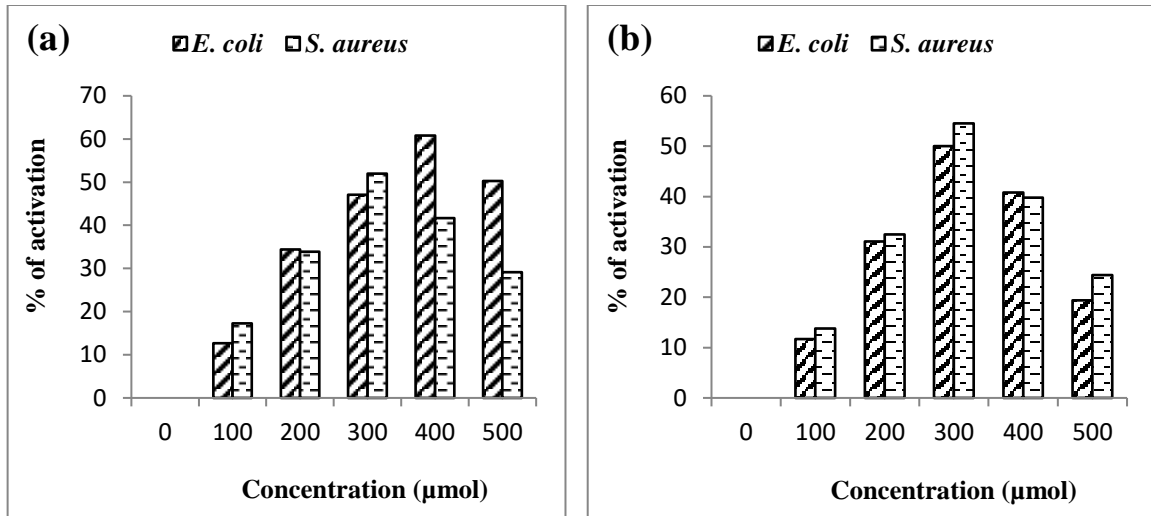 (a)
E. coli S. aureus
70
60
50
40
30
20
10
0
% of activation
0 100 200 300 400 500
Concentration (µmol)
(b)
E. coli S. aureus
60
50
40
30
20
10
0
% of activation
0 100 200 300 400 500
Concentration (µmol)